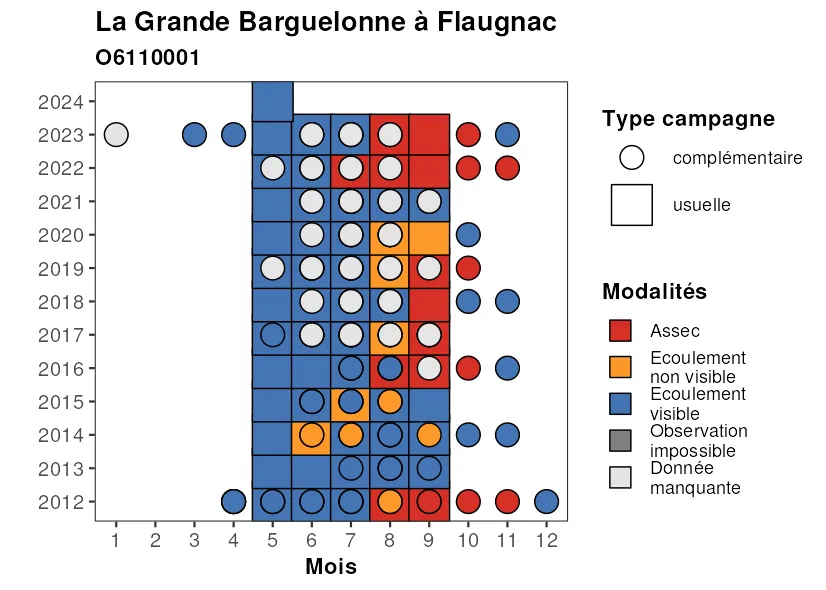 La Grande Barguelonne à Flaugnac
O6110001
2024
2023
2022
2021
2020
2019
2018
2017
2016
2015
2014
2013
2012
1 2 3 4 5 6 7 8 9 10 11 12
Mois
Type campagne
complémentaire
usuelle
Modalités
Assec
Ecoulement
non visible
Ecoulement
visible
Observation
impossible
Donnée
manquante